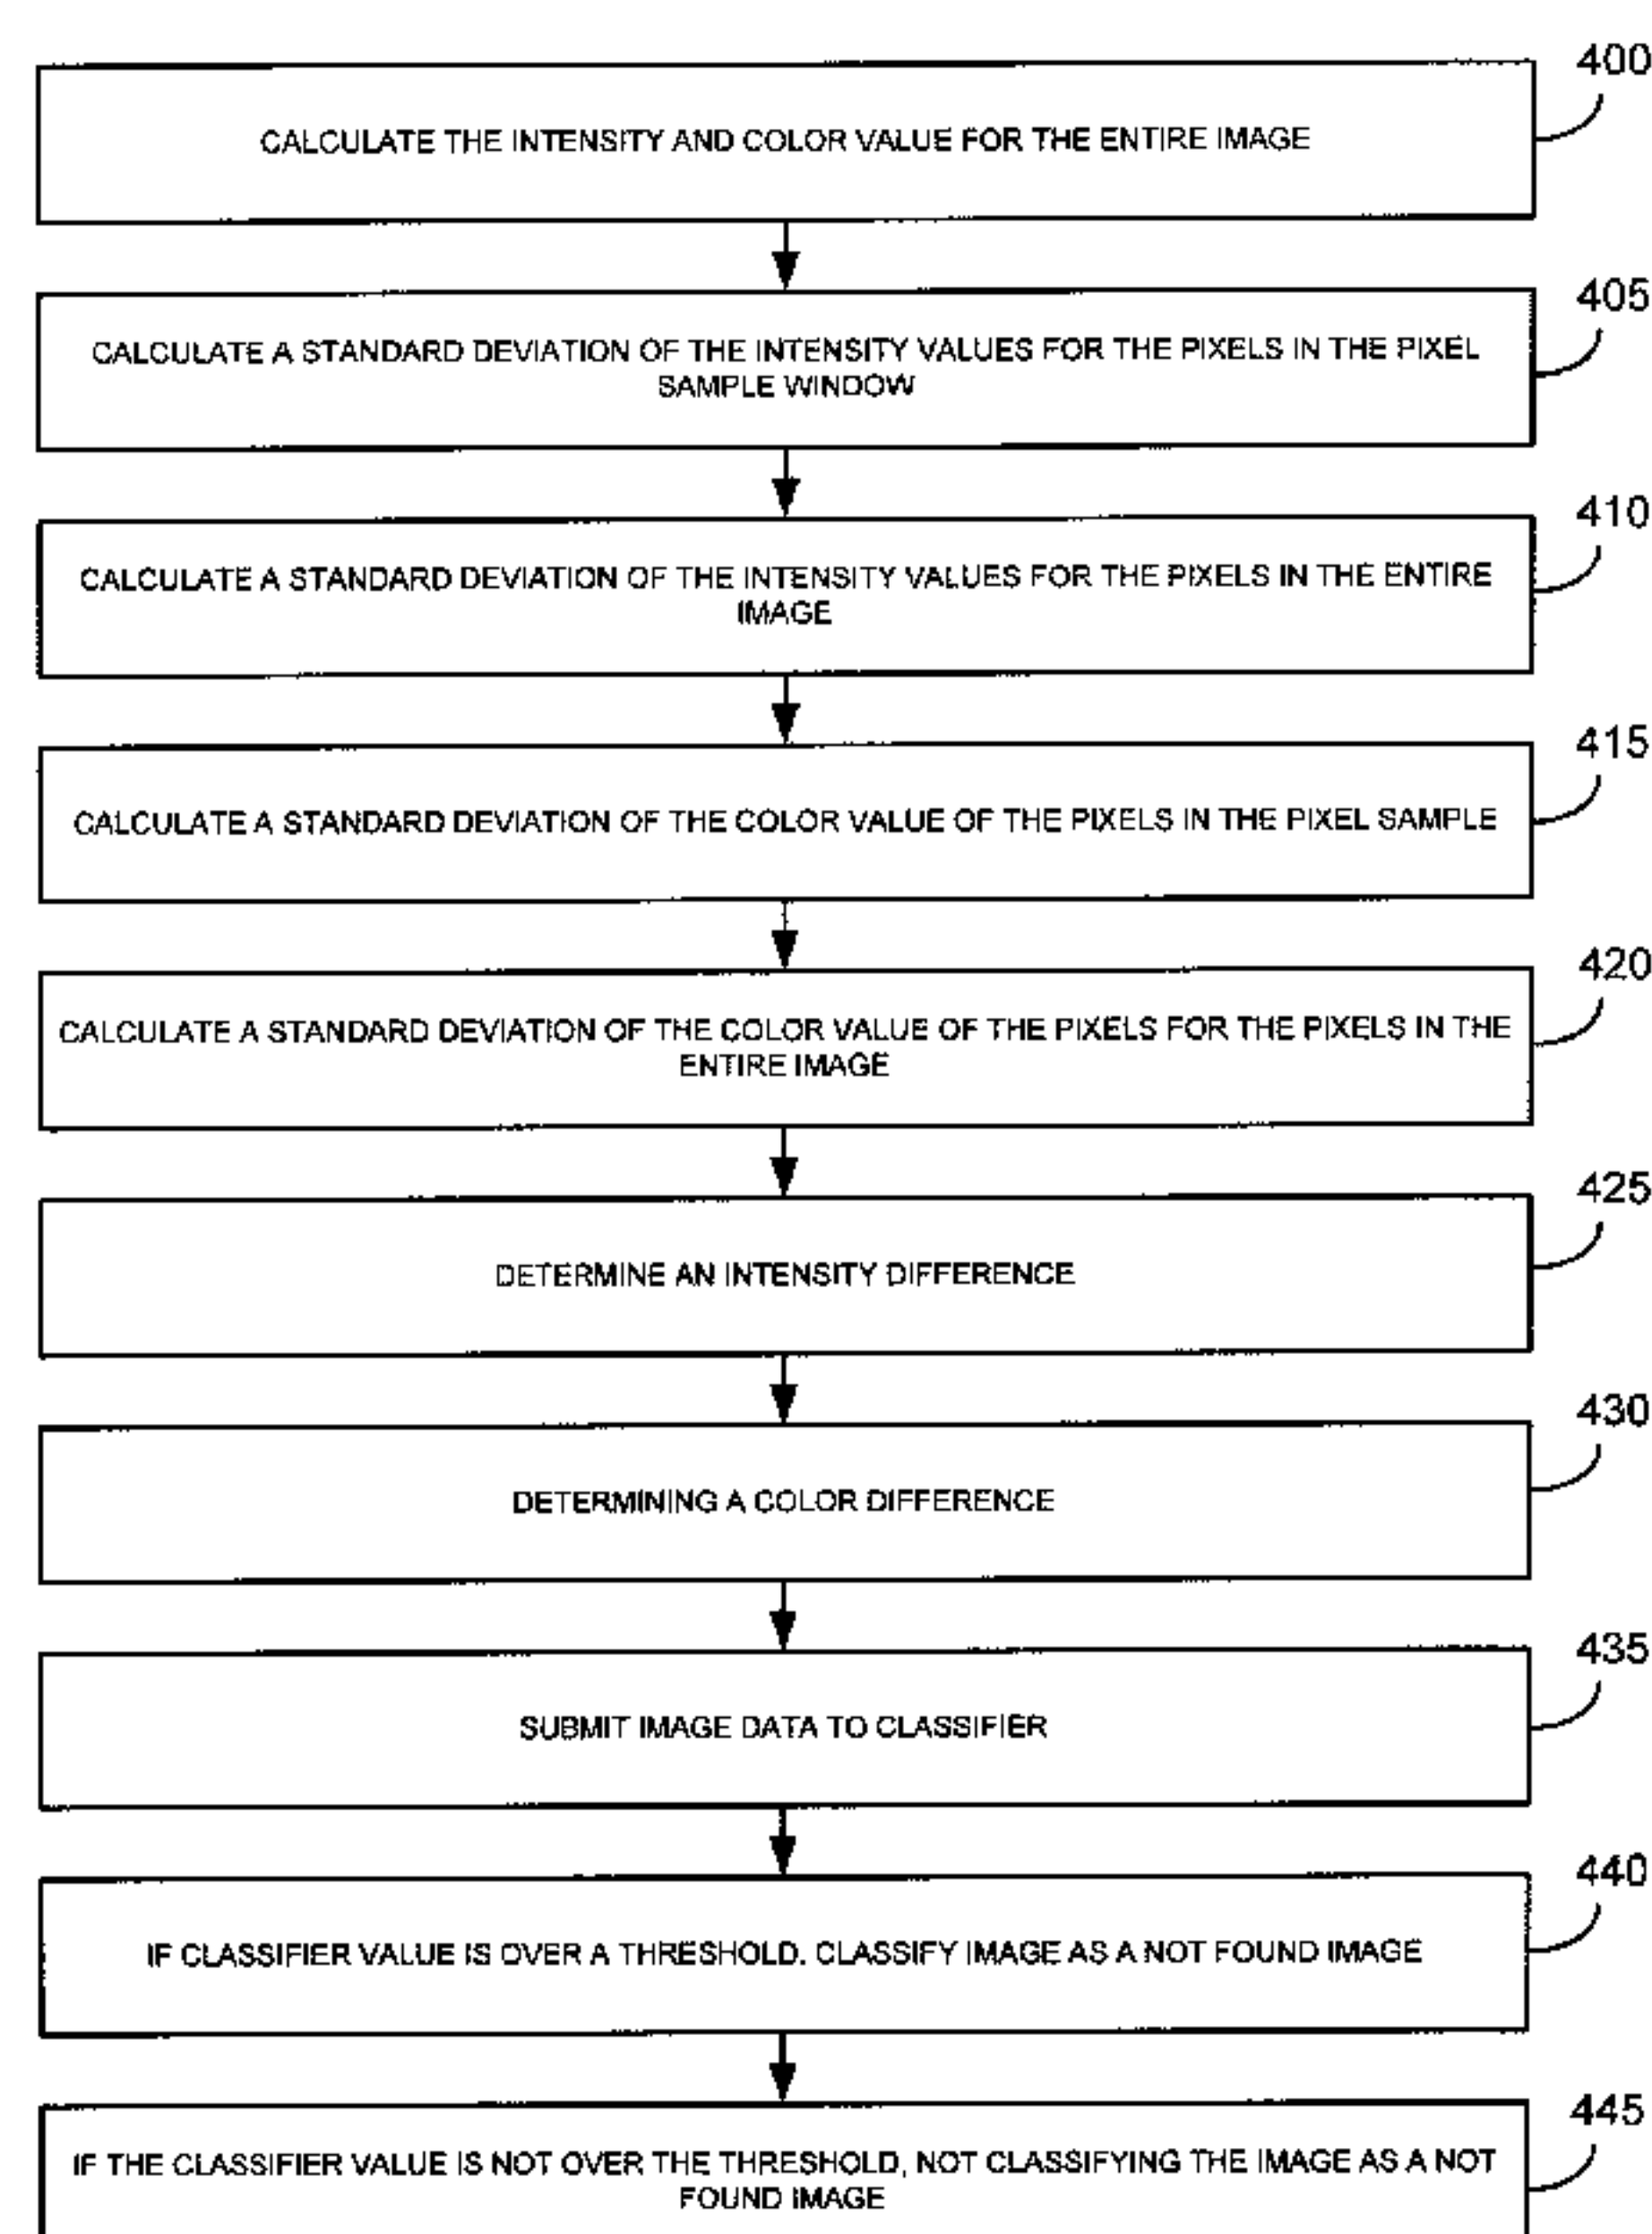 400
CALCULATE THE INTENSITY AND COLOR VALUE FOR THE ENTIRE IMAGE
405
CALCULATE A STANDARD DEVIATION OF THE INTENSITY VALUES FOR THE PIXELS IN THE PIXEL
SAMPLE WINDOW
410
CALCULATE A STANDARD DEVIATION OF THE INTENSITY VALUES FOR THE PIXELS IN THE ENTIRE
IMAGE
415
CALCULATE A STANDARD DEVIATION OF THE COLOR VALUE OF THE PIXELS IN THE PIXEL SAMPLE
420
CALCULATE A STANDARD DEVIATION OF THE COLOR VALUE OF THE PIXELS FOR THE PIXELS IN THE
ENTIRE IMAGE
425
DETERMINE AN INTENSITY DIFFERENCE
430
DETERMINING A COLOR DIFFERENCE
435
SUBMIT IMAGE DATA TO CLASSIFIER
440
IF CLASSIFIER VALUE IS OVER A THRESHOLD. CLASSIFY IMAGE AS A NOT FOUND IMAGE
445
IF THE CLASSIFIER VALUE IS NOT OVER THE THRESHOLD, NOT CLASSIFYING THE IMAGE AS A NOT
FOUND IMAGE